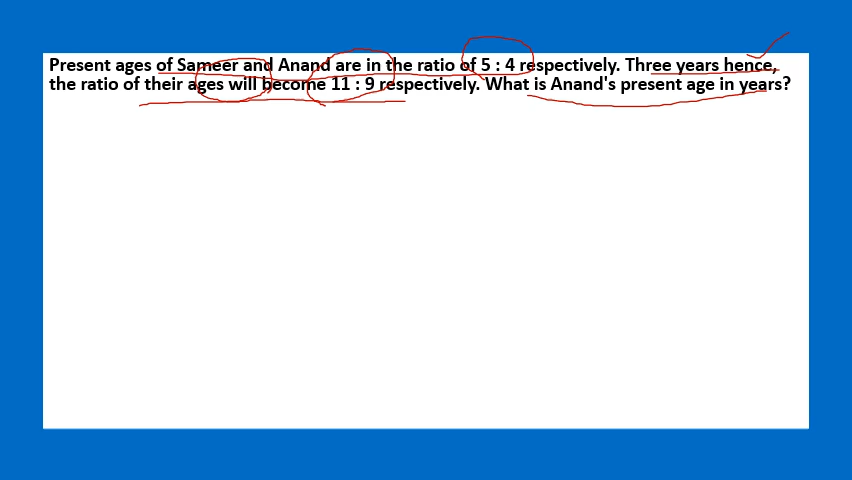 Present ages of Sameer and Anand are in the ratio of 5 : 4 respectively. Three years hence,
the ratio of their ages will become 11 : 9 respectively. What is Anand's present age in years?